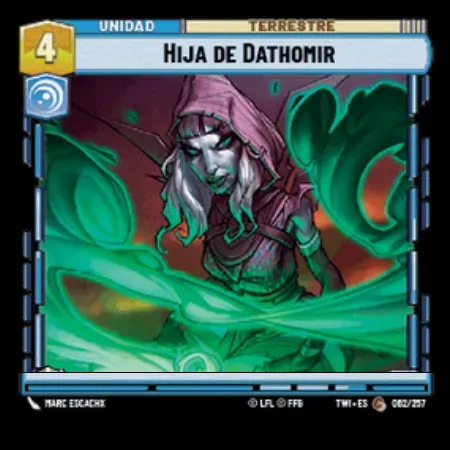 UNIDAD
TERRESTRE
4
HIJA DE DATHOMIR
MARC ESCACHX
© LFL © FFG
TWI • ES
062/257